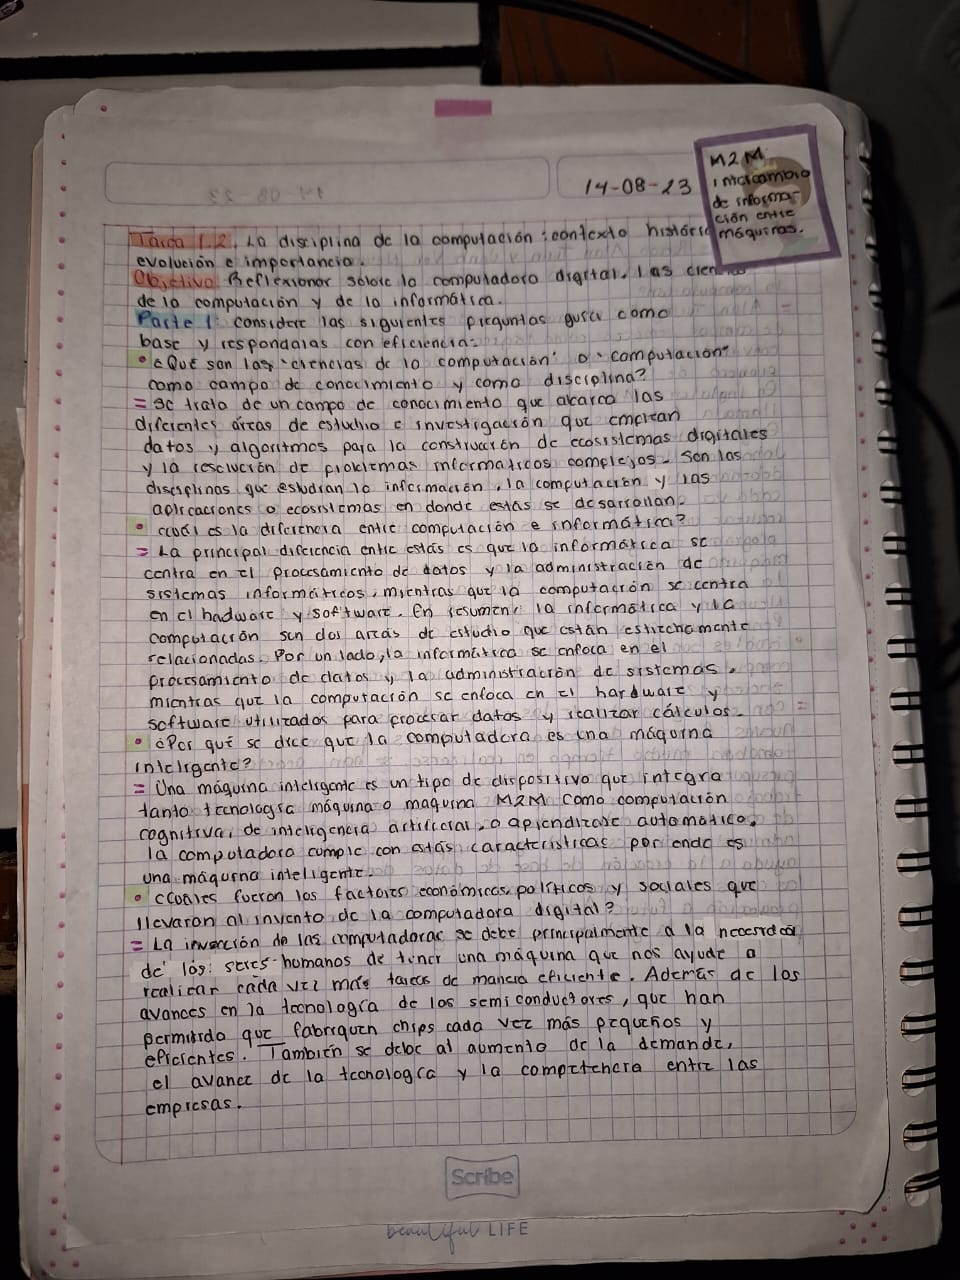 14-08-23
M2M
intercambio
de informa-
ción entre
máquinas.
Tarea 1.2. La disciplina de la computación: contexto históric
evolución e importancia.
Objetivo Reflexionar sobre la computadora digital, las cien
de la computación y de la informática.
Parte 1: considere las siguientes preguntas guía como
base y respondalas con eficiencia:
• ¿Qué son las "ciencias de la computación" o "computación"
como campo de conocimiento y como disciplina?
= Se trata de un campo de conocimiento que abarca las
diferentes áreas de estudio e investigación que emplean
datos y algoritmos para la construcción de ecosistemas digitales
y la resolución de problemas informáticos complejos. Son las
disciplinas que estudian la información, la computación y las
aplicaciones o ecosistemas en donde estás se desarrollan.
• ¿Cuál es la diferencia entre computación e informática?
= La principal diferencia entre estás es que la informática se
centra en el procesamiento de datos y la administración de
sistemas informáticos, mientras que la computación se centra
en el hadware y software. En resumen: la informática y la
computación son dos areás de estudio que están estrechamente
relacionadas. Por un lado, la informática se enfoca en el
procesamiento de datos y la administración de sistemas,
mientras que la computación se enfoca en el hardware y
software utilizados para procesar datos y realizar cálculos.
• ¿Por qué se dice que la computadora es una máquina
inteligente?
= Una máquina inteligente es un tipo de dispositivo que integra
tanto tecnología máquina a maquina M2M como computación
cognitiva, de inteligencia artificial, o aprendizaje automático,
la computadora cumple con estás características por ende es
una máquina inteligente.
• ¿Cuáles fueron los factores económicos, políticos y sociales que
llevaron al invento de la computadora digital?
= La invención de las computadoras se debe principalmente a la necesidad
de los seres humanos de tener una máquina que nos ayude a
realizar cada vez más tareas de mancia eficiente. Además de los
avances en la tecnología de los semiconductores, que han
permitido que fabriquen chips cada vez más pequeños y
eficientes. También se debe al aumento de la demanda,
el avance de la tecnología y la competencia entre las
empresas.
Scribe
beautiful LIFE